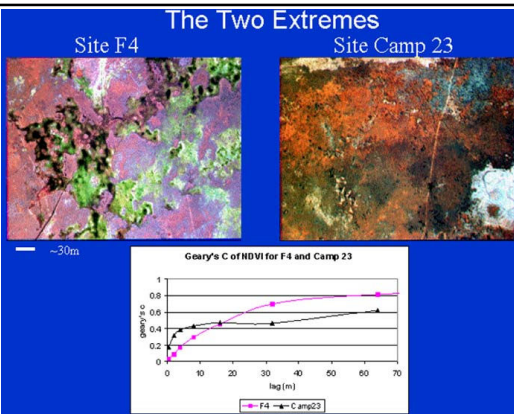 The Two Extremes
Site F4
Site Camp 23
~30m
Geary's C of NDVI for F4 and Camp 23
geary's c
1
0.8
0.6
0.4
0.2
0
0 10 20 30 40 50 60 70
lag (m)
F4 Camp23